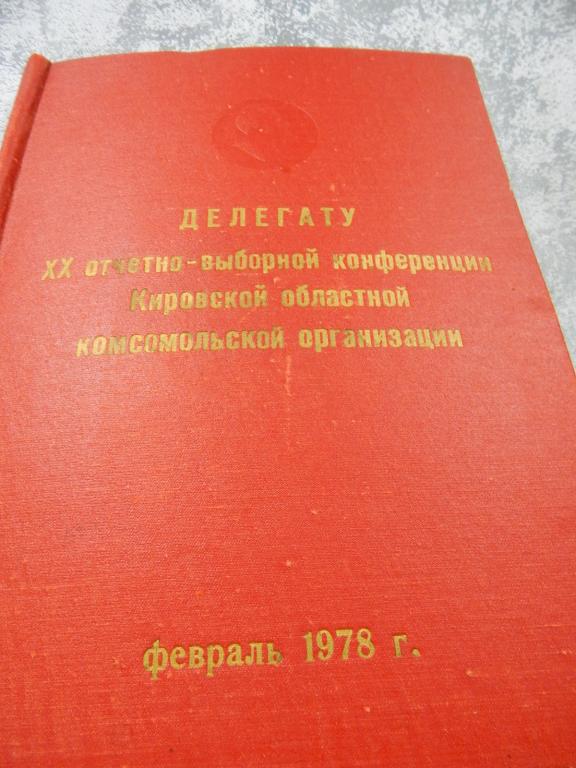 ДЕЛЕГАТУ
XX отчетно-выборной конференции
Кировской областной
комсомольской организации
февраль 1978 г.